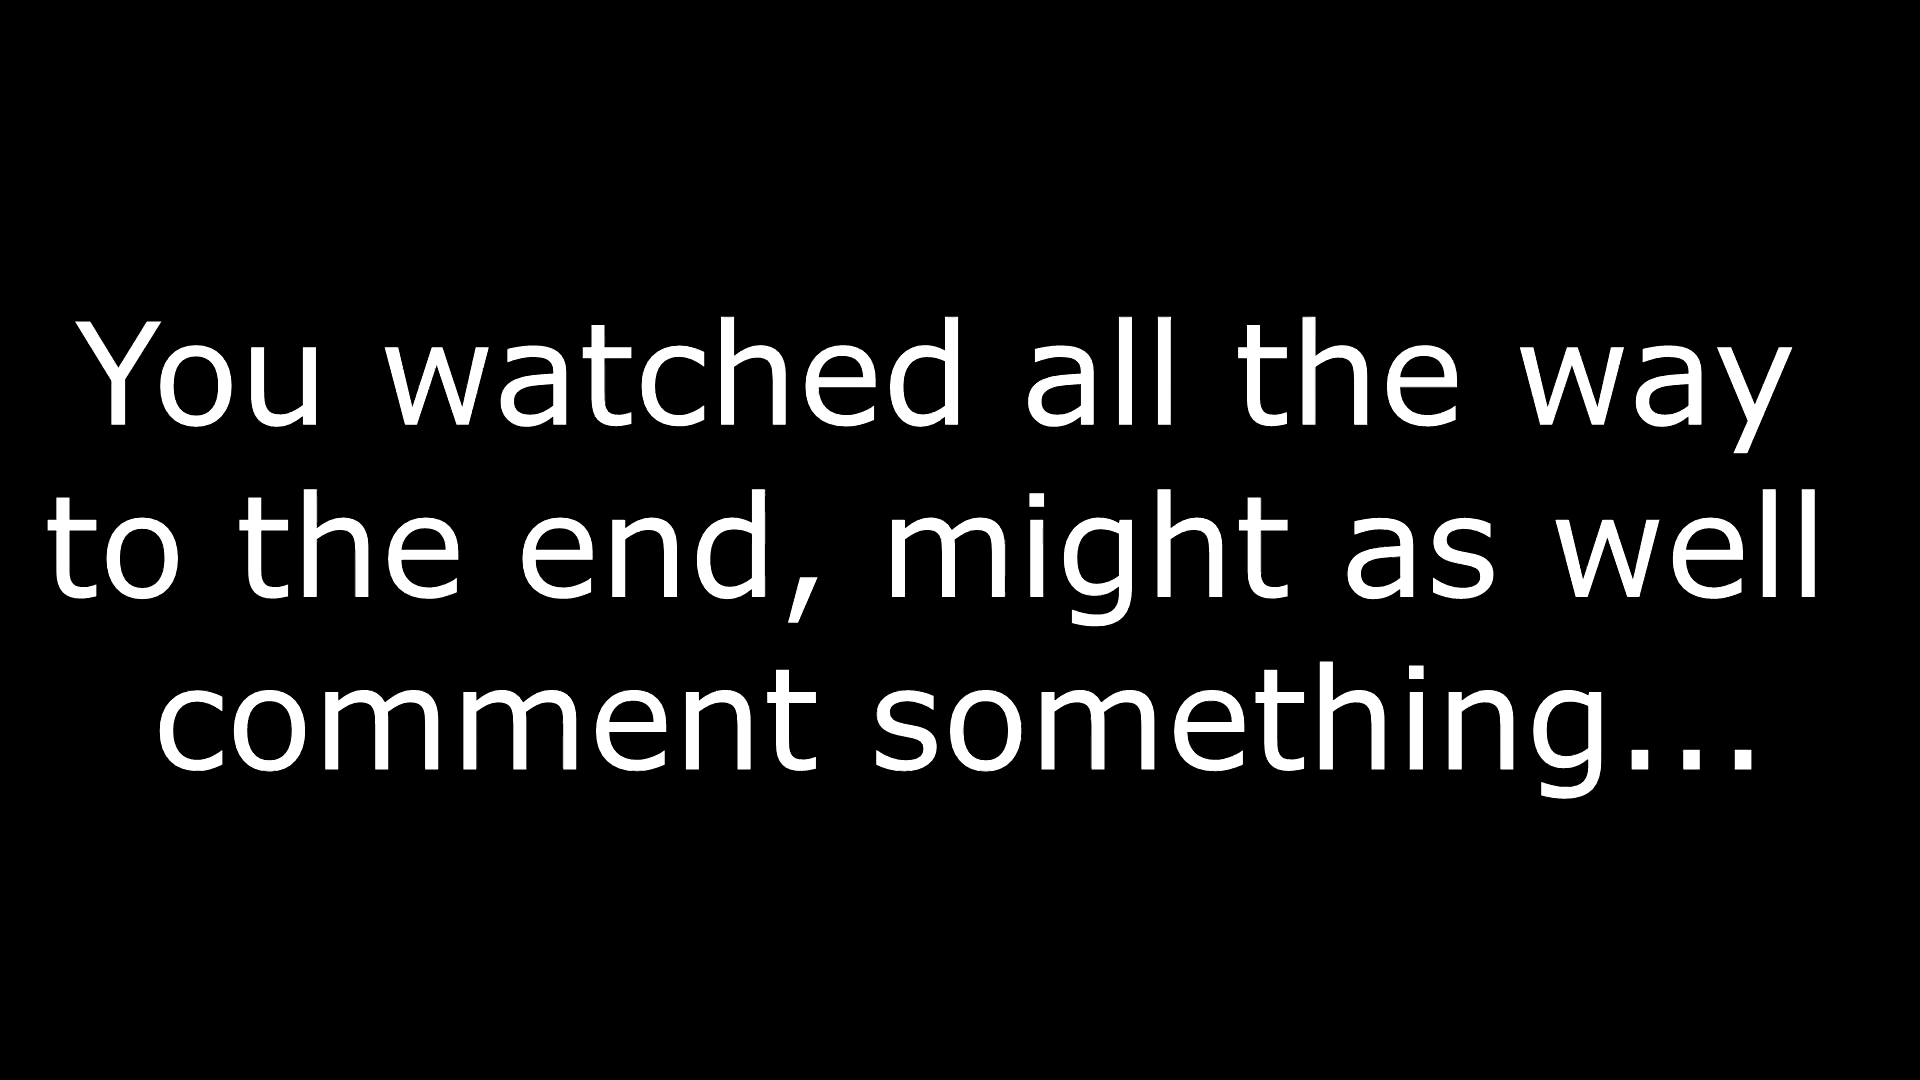 You watched all the way
to the end, might as well
comment something...